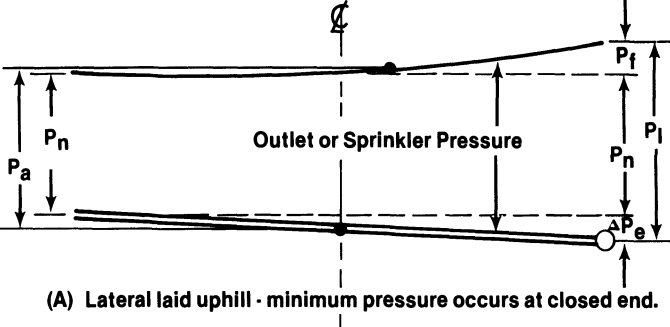 ℄
Pf
Pn
Pa
Outlet or Sprinkler Pressure
Pl
Pn
ΔPe
(A) Lateral laid uphill - minimum pressure occurs at closed end.